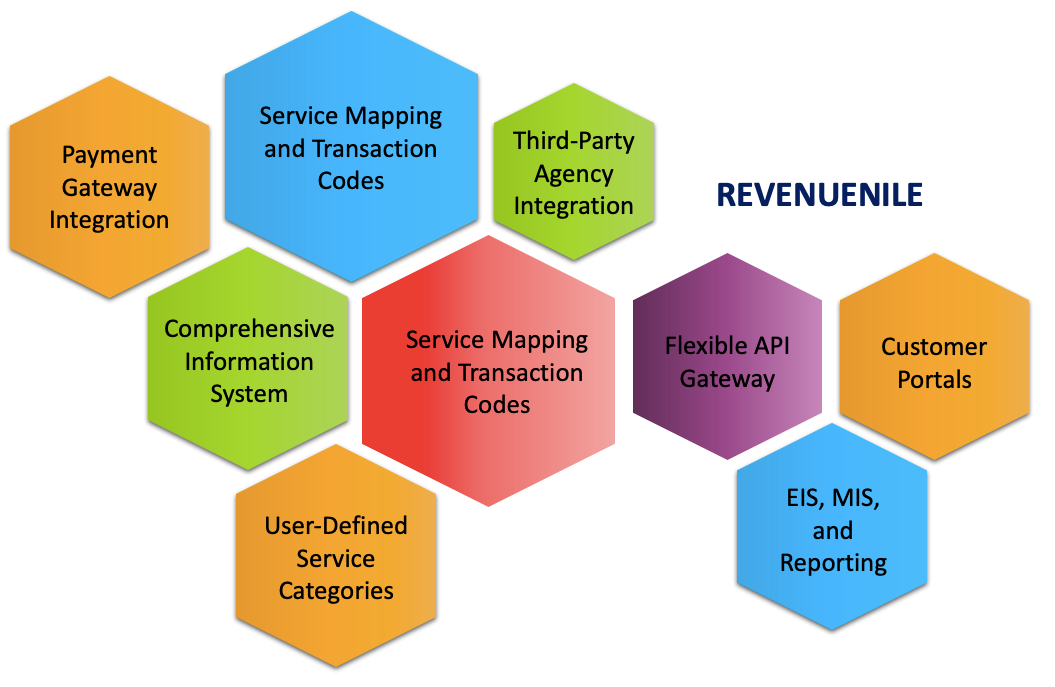 Payment
Gateway
Integration
Service Mapping
and Transaction
Codes
Third-Party
Agency
Integration
REVENUENILE
Comprehensive
Information
System
Service Mapping
and Transaction
Codes
Flexible API
Gateway
Customer
Portals
User-Defined
Service
Categories
EIS, MIS,
and
Reporting